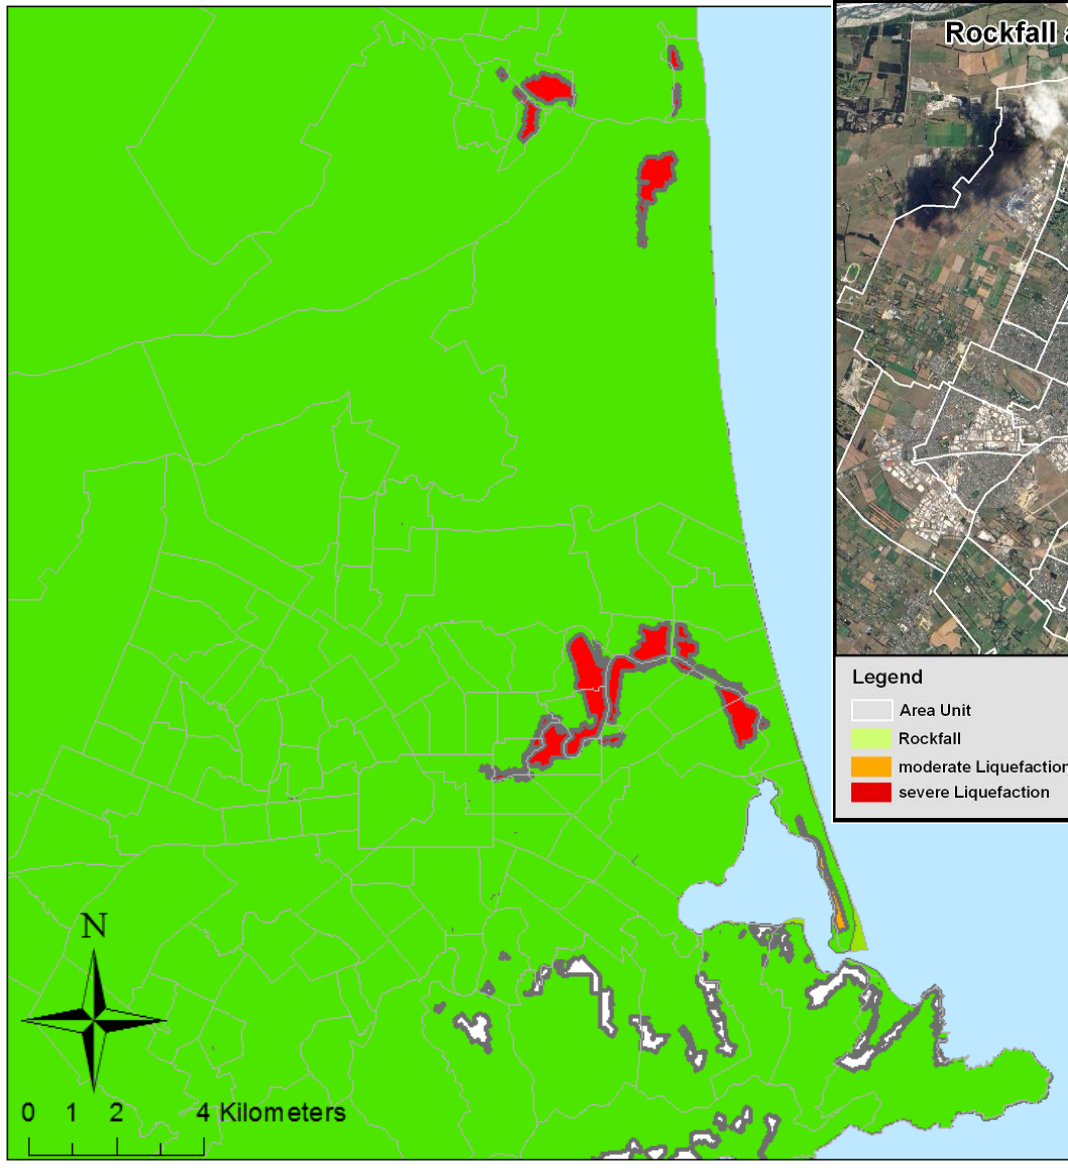 Rockfall
Legend
Area Unit
Rockfall
moderate Liquefaction
severe Liquefaction
N
0 1 2 4 Kilometers